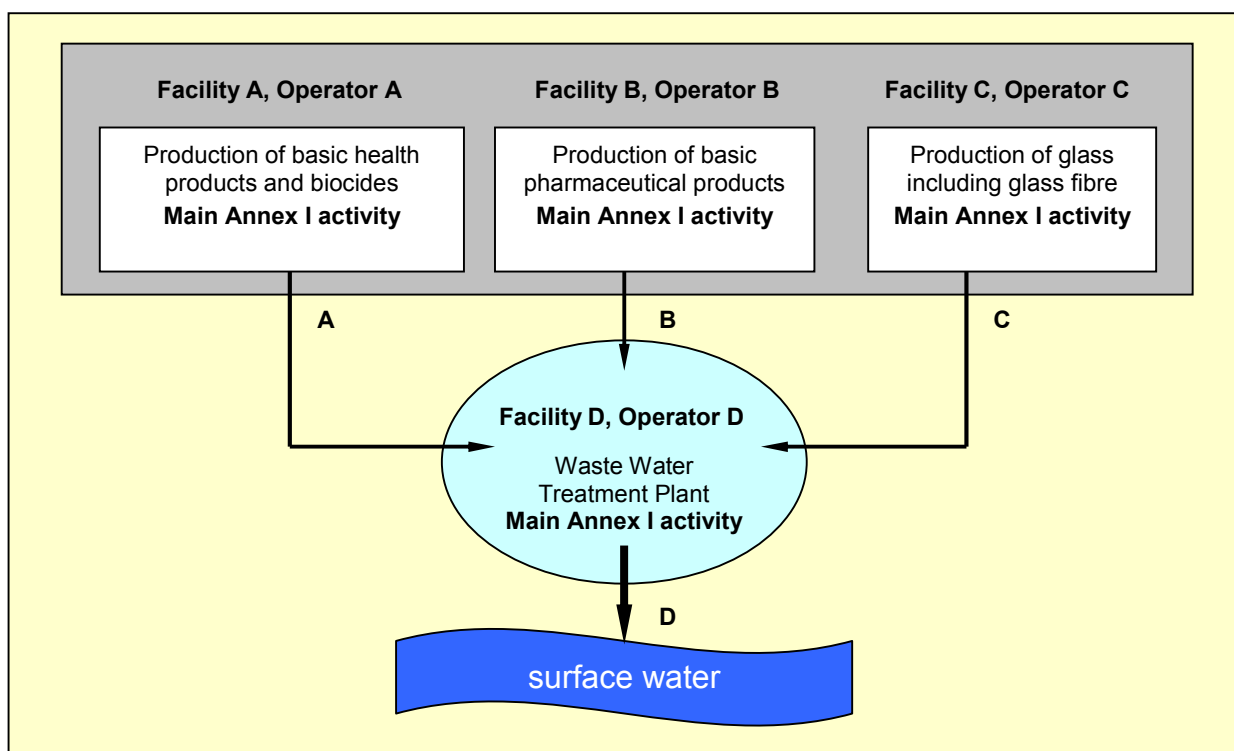 Facility A, Operator A
Production of basic health
products and biocides
Main Annex I activity
Facility B, Operator B
Production of basic
pharmaceutical products
Main Annex I activity
Facility C, Operator C
Production of glass
including glass fibre
Main Annex I activity
A
B
C
Facility D, Operator D
Waste Water
Treatment Plant
Main Annex I activity
D
surface water